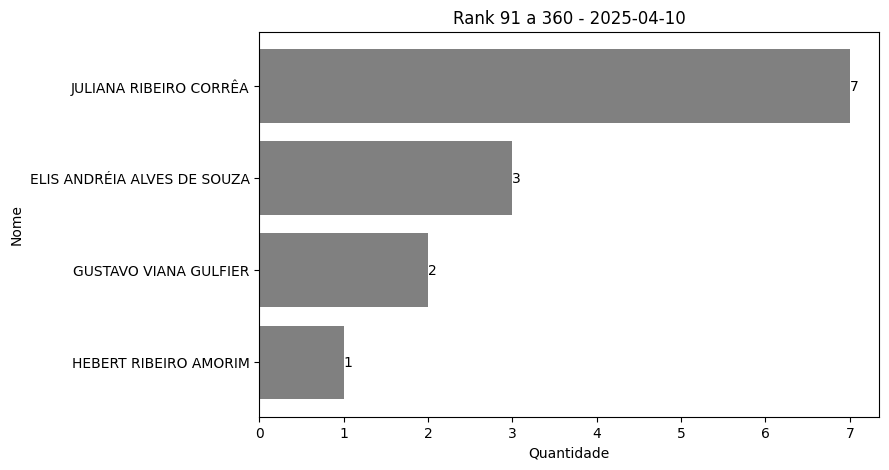 Rank 91 a 360 - 2025-04-10
Nome
JULIANA RIBEIRO CORRÊA
7
ELIS ANDRÉIA ALVES DE SOUZA
3
GUSTAVO VIANA GULFIER
2
HEBERT RIBEIRO AMORIM
1
0 1 2 3 4 5 6 7
Quantidade